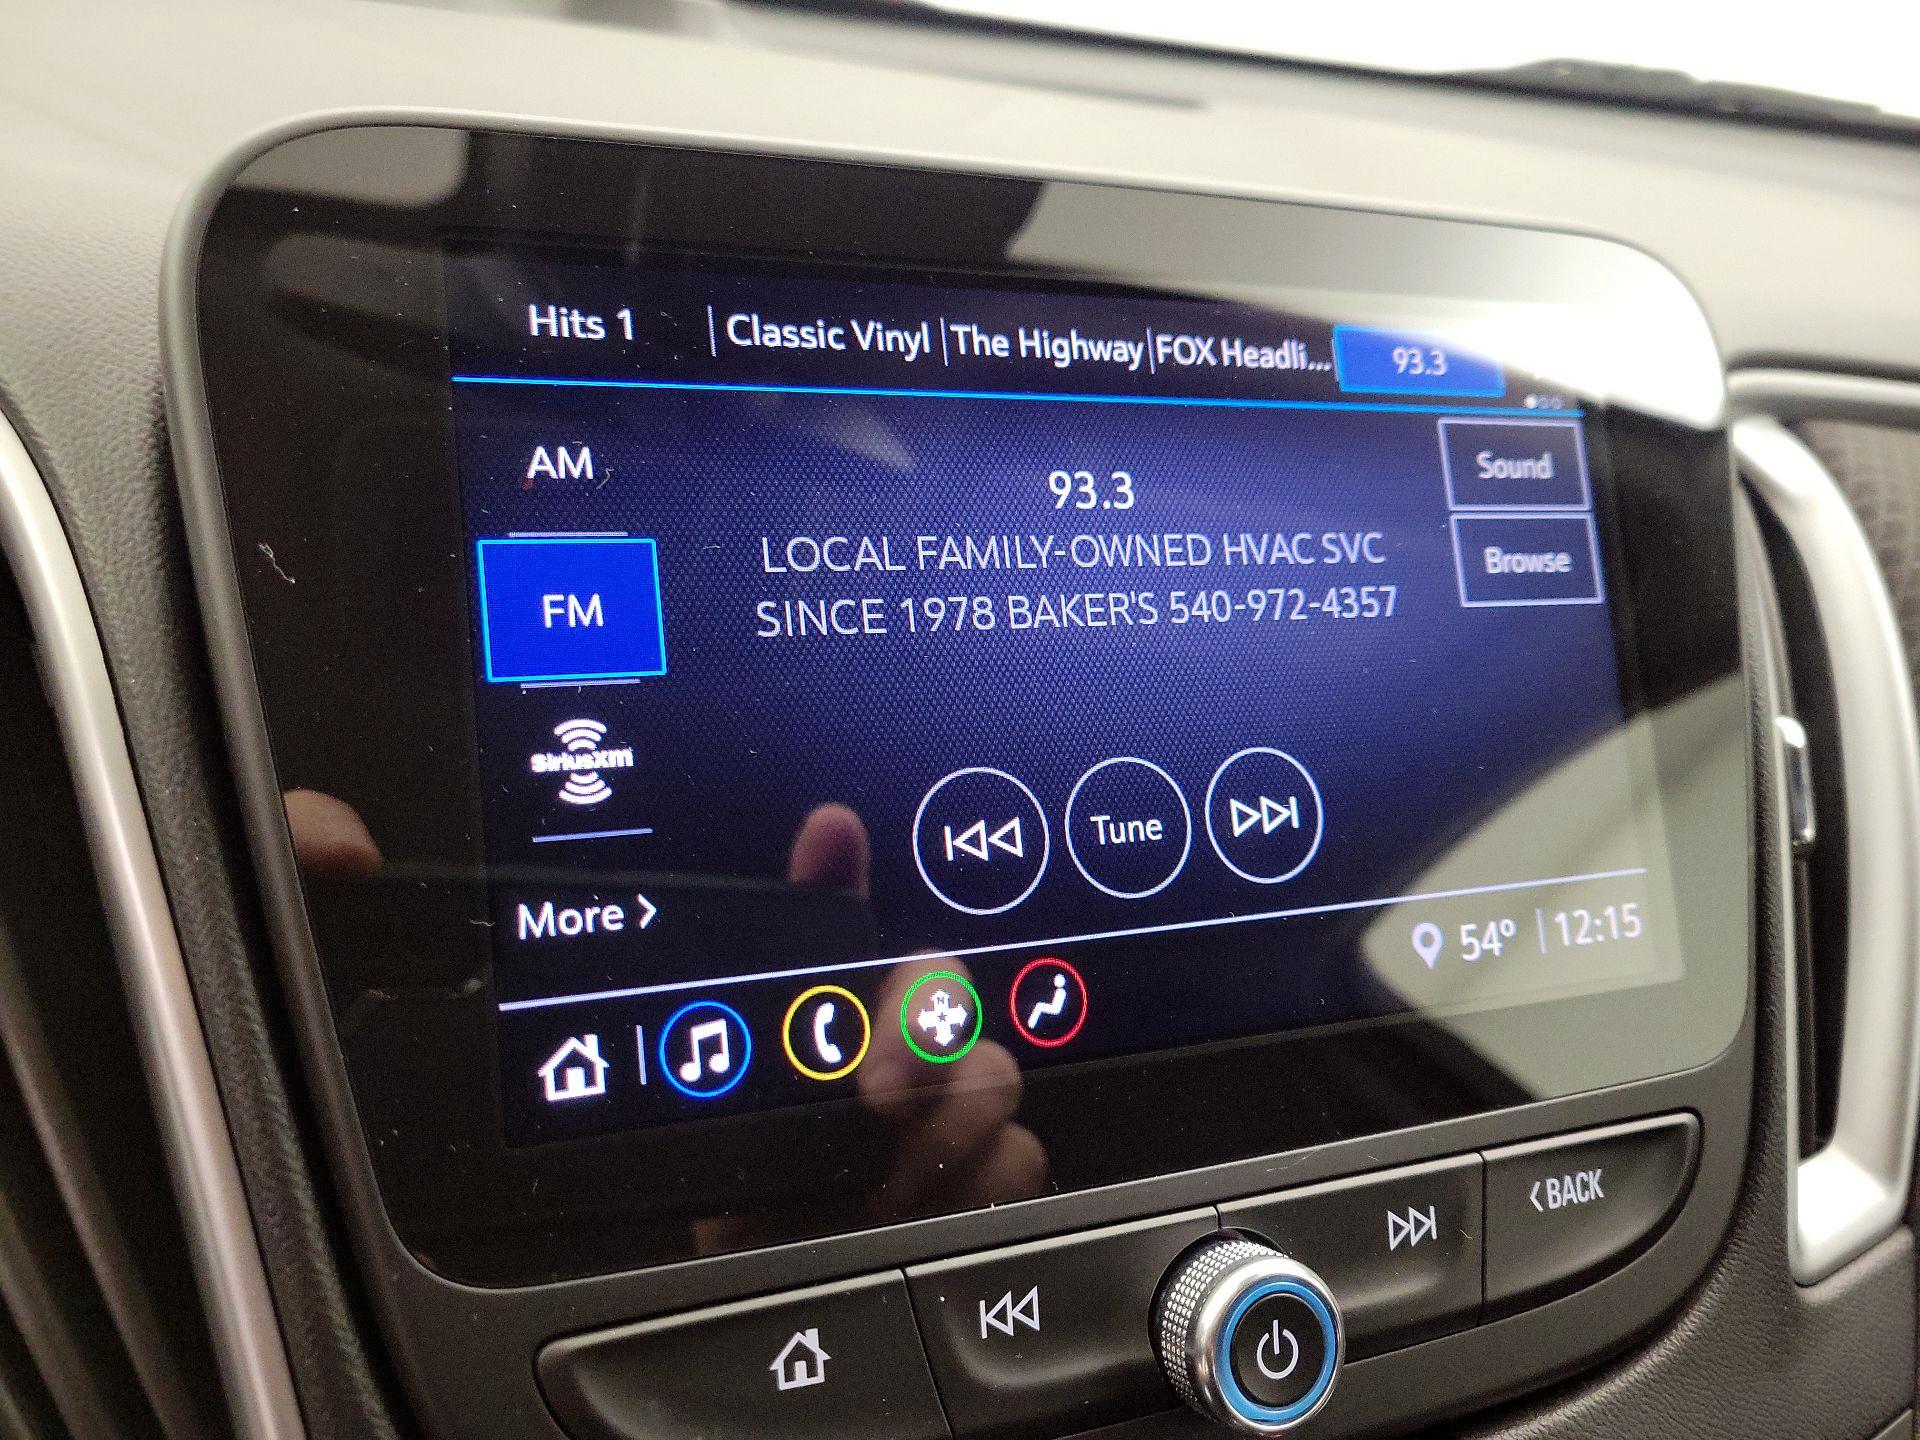 Hits 1 Classic Vinyl The Highway FOX Headli... 93.3
AM
FM
SiriusXm
More >
93.3
LOCAL FAMILY-OWNED HVAC SVC
SINCE 1978 BAKER'S 540-972-4357
Sound
Browse
Tune
54° 12:15
N
BACK